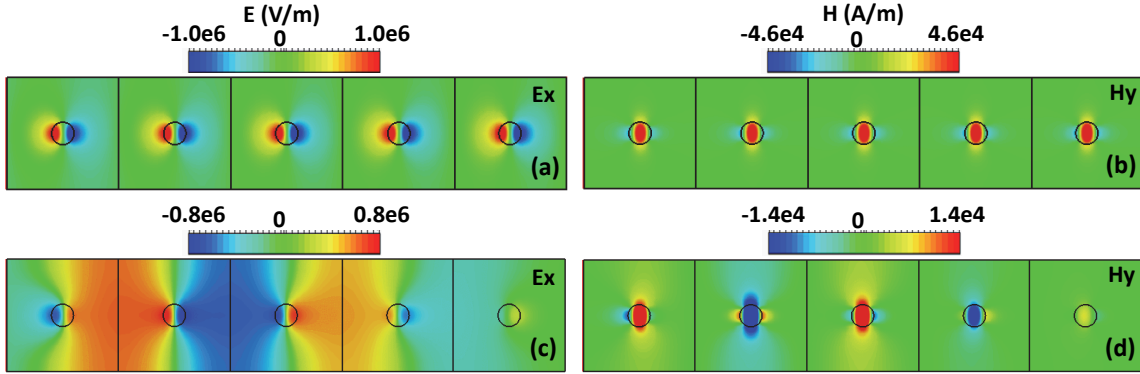 E (V/m)
-1.0e6 0 1.0e6
Ex
(a)
H (A/m)
-4.6e4 0 4.6e4
Hy
(b)
-0.8e6 0 0.8e6
Ex
(c)
-1.4e4 0 1.4e4
Hy
(d)